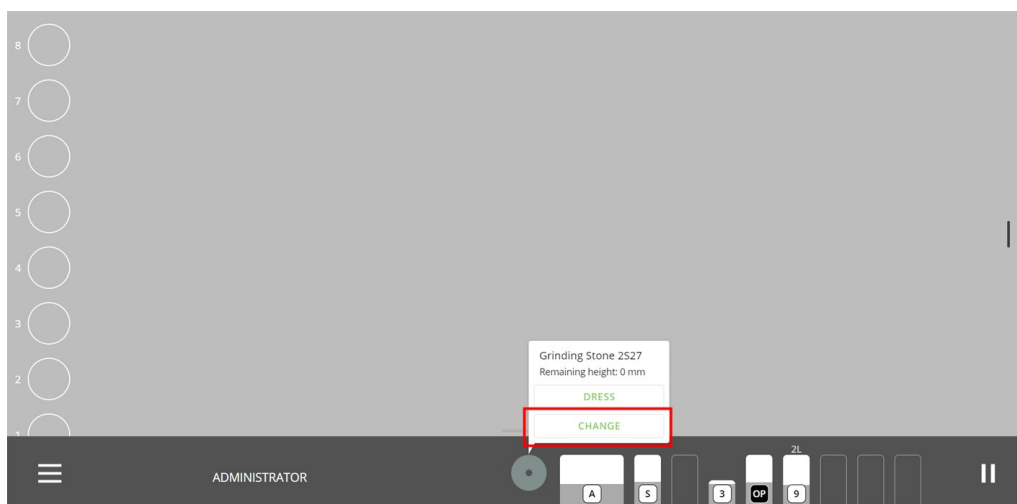 8
7
6
5
4
3
2
1
Grinding Stone 2S27
Remaining height: 0 mm
DRESS
CHANGE
2L
ADMINISTRATOR
A
S
3
OP
9